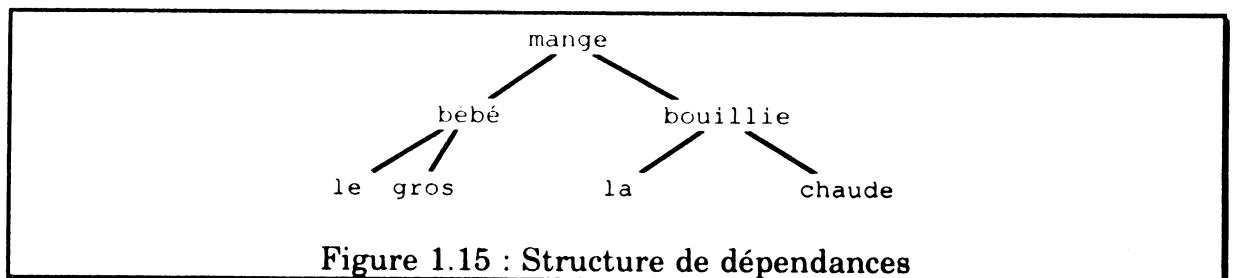 mange
bébé bouillie
le gros la chaude
Figure 1.15 : Structure de dépendances